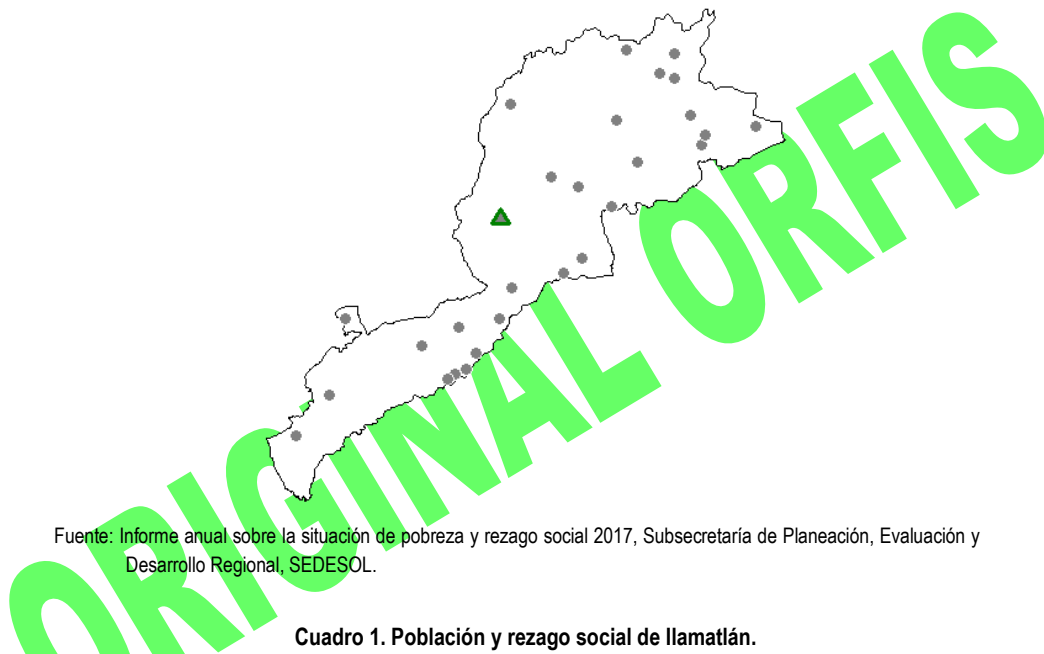 ORIGINAL ORFIS
Fuente: Informe anual sobre la situación de pobreza y rezago social 2017, Subsecretaría de Planeación, Evaluación y
Desarrollo Regional, SEDESOL.
Cuadro 1. Población y rezago social de Ilamatlán.